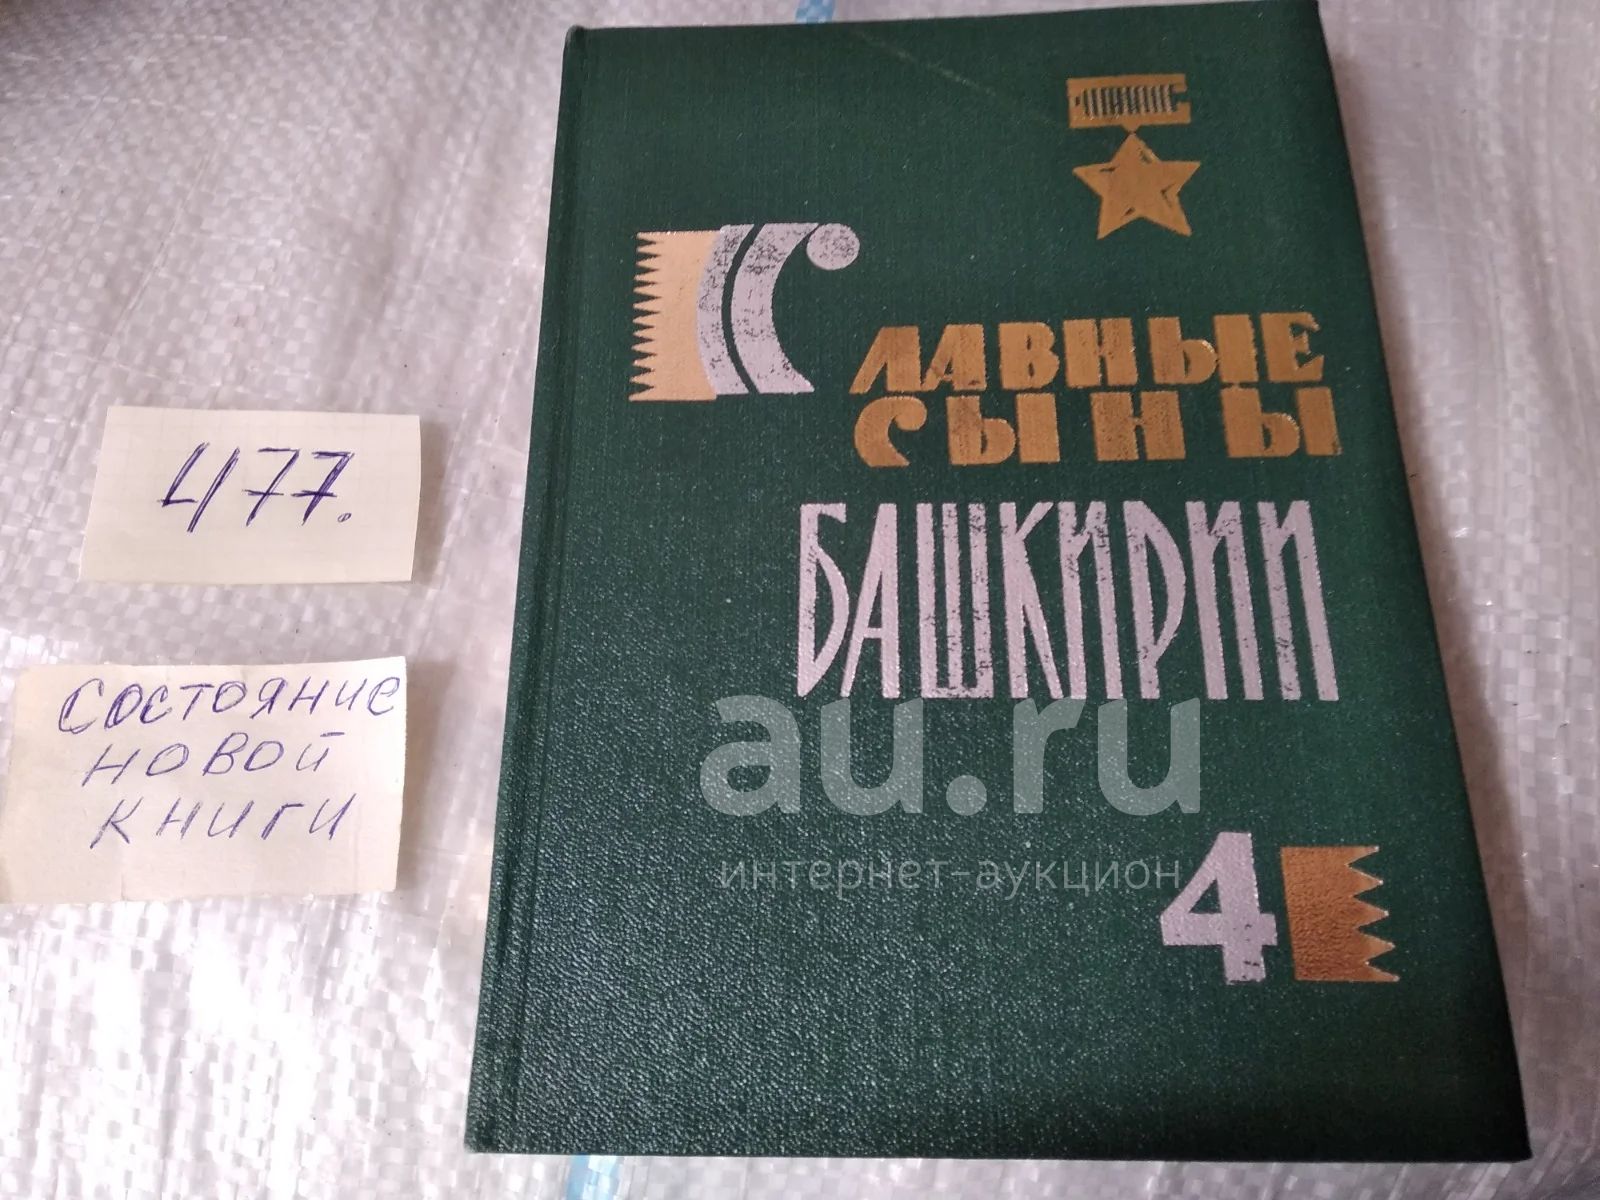 477.
СОСТОЯНИЕ
НОВОЙ
КНИГИ
СЛАВНЫЕ
СЫНЫ
БАШКИРИИ
4
au.ru
интернет-аукцион